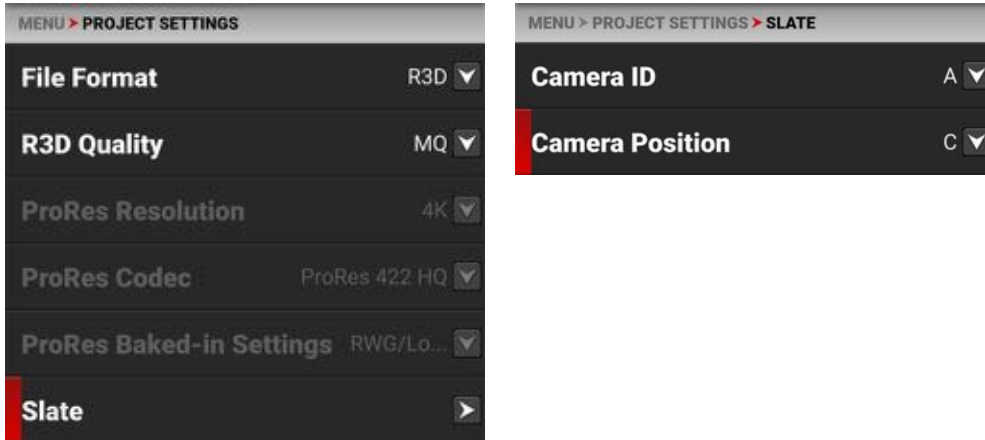 MENU > PROJECT SETTINGS
File Format R3D
R3D Quality MQ
ProRes Resolution 4K
ProRes Codec ProRes 422 HQ
ProRes Baked-in Settings RWG/Lo...
Slate
MENU > PROJECT SETTINGS > SLATE
Camera ID A
Camera Position C